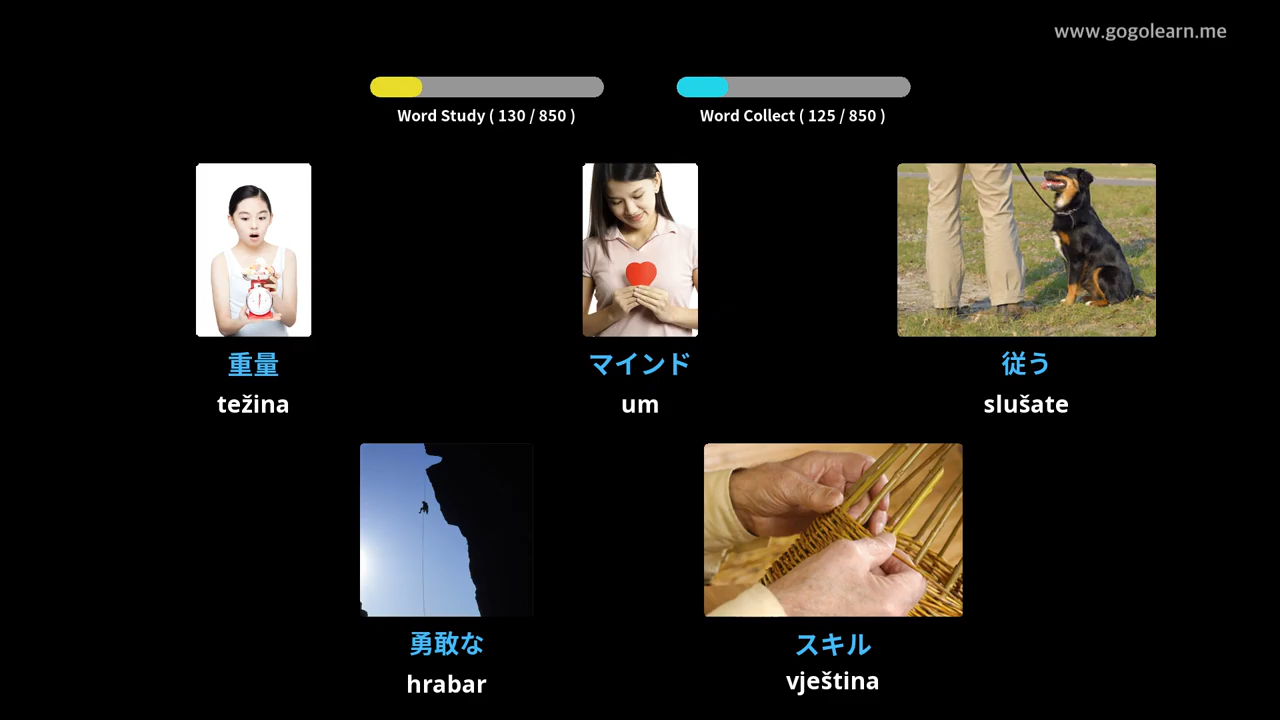 www.gogolearn.me
Word Study ( 130 / 850 )
Word Collect ( 125 / 850 )
重量
težina
マインド
um
従う
slušate
勇敢な
hrabar
スキル
vještina